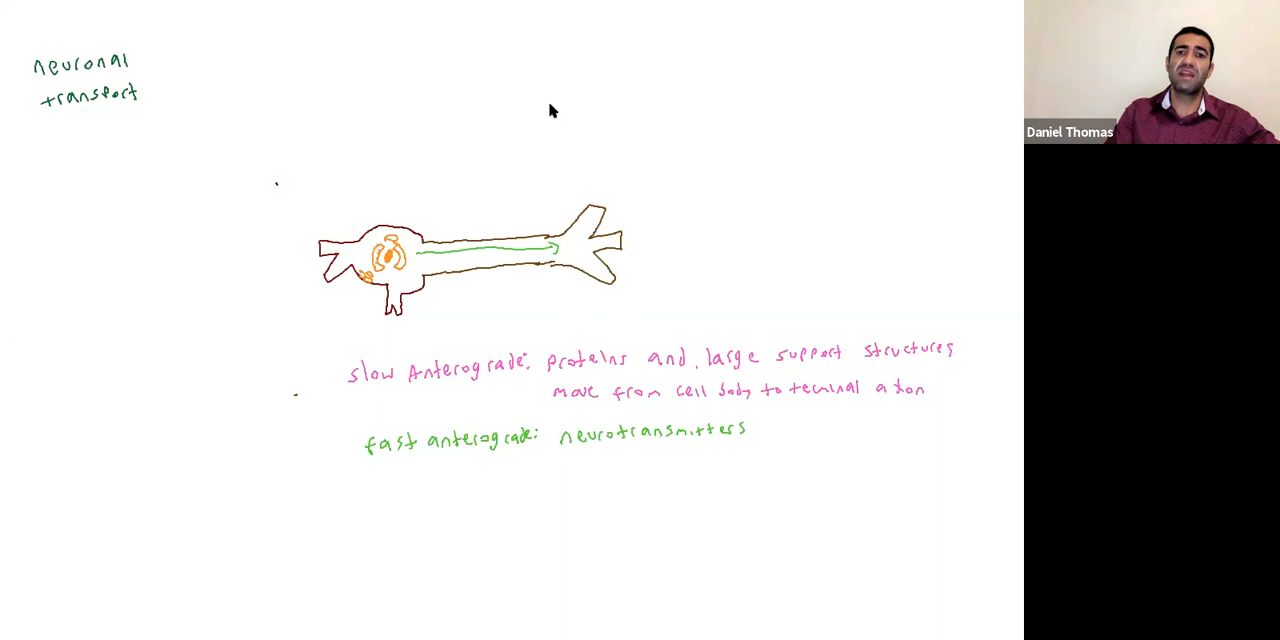 neuronal
transport
Daniel Thomas
slow Anterograde: proteins and large support structures
move from cell body to terminal axon
fast anterograde: neurotransmitters